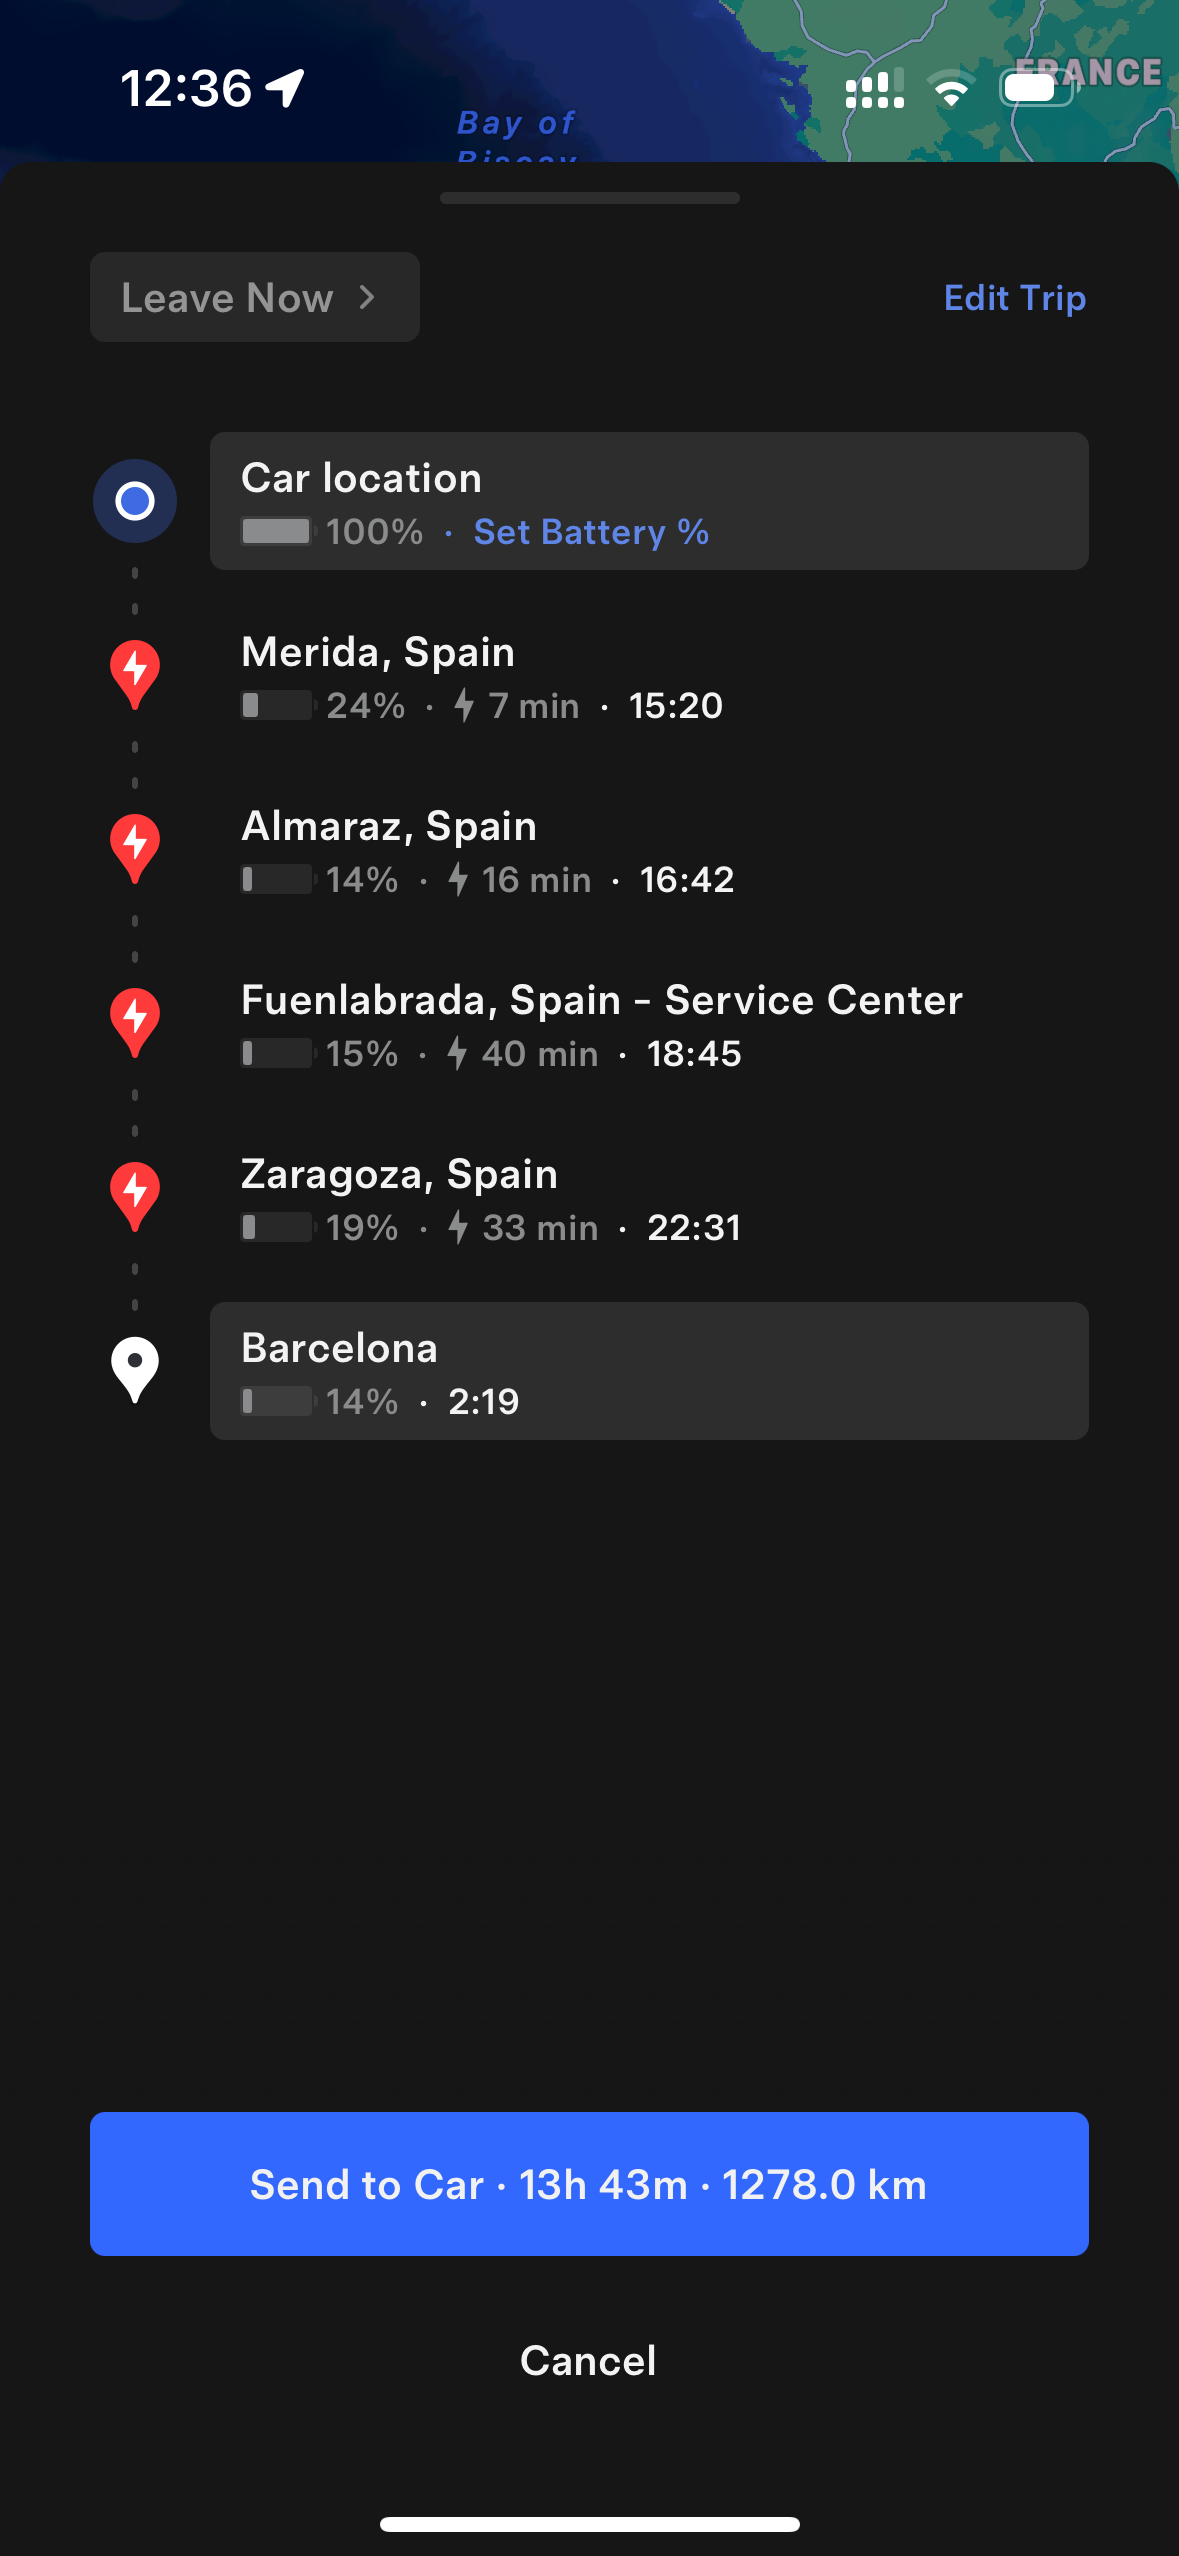 12:36
FRANCE
Bay of
Biscay
Leave Now
Edit Trip
Car location
100% · Set Battery %
Merida, Spain
24% · 7 min · 15:20
Almaraz, Spain
14% · 16 min · 16:42
Fuenlabrada, Spain - Service Center
15% · 40 min · 18:45
Zaragoza, Spain
19% · 33 min · 22:31
Barcelona
14% · 2:19
Send to Car · 13h 43m · 1278.0 km
Cancel